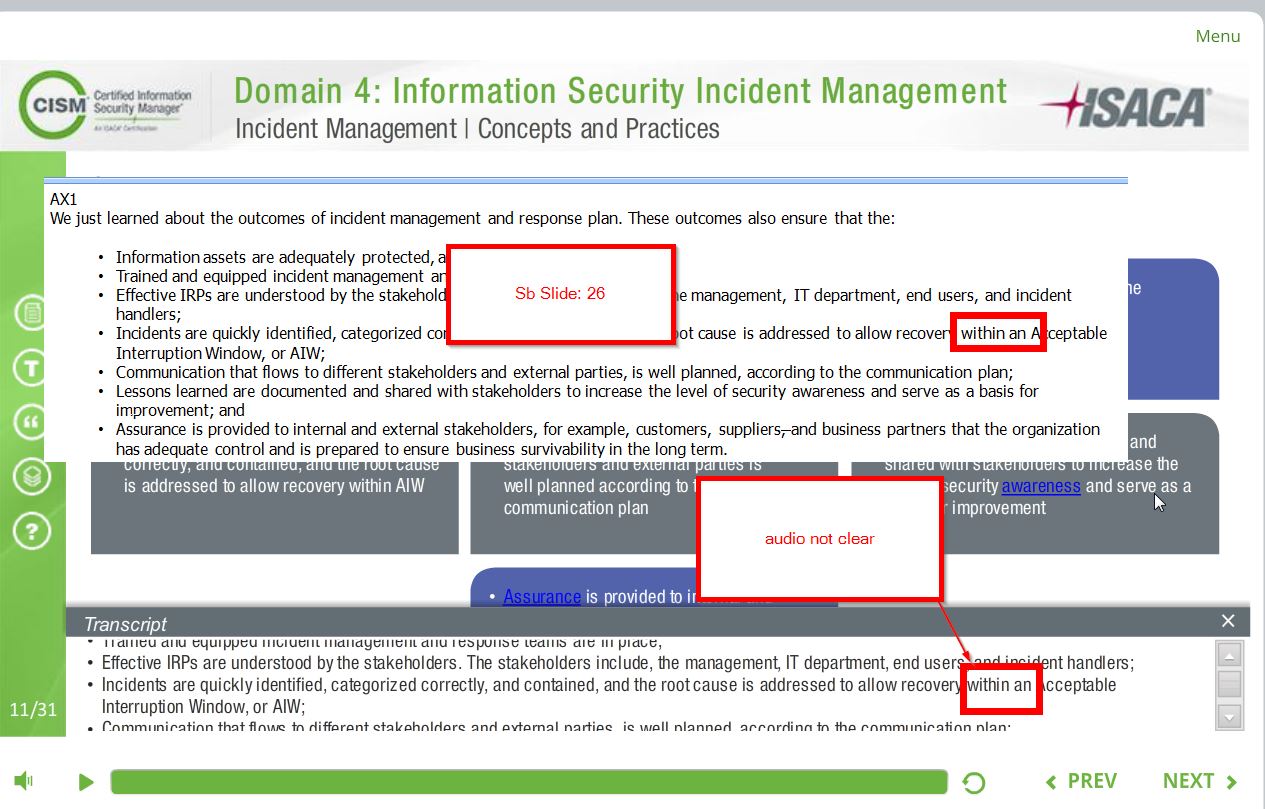 Menu
CISM
Certified Information
Security Manager®
An ISACA® Certification
Domain 4: Information Security Incident Management
Incident Management | Concepts and Practices
ISACA®
AX1
We just learned about the outcomes of incident management and response plan. These outcomes also ensure that the:
• Information assets are adequately protected, a
• Trained and equipped incident management an
• Effective IRPs are understood by the stakehold he management, IT department, end users, and incident
handlers;
• Incidents are quickly identified, categorized cor root cause is addressed to allow recovery within an Acceptable
Interruption Window, or AIW;
• Communication that flows to different stakeholders and external parties, is well planned, according to the communication plan;
• Lessons learned are documented and shared with stakeholders to increase the level of security awareness and serve as a basis for
improvement; and
• Assurance is provided to internal and external stakeholders, for example, customers, suppliers, and business partners that the organization
has adequate control and is prepared to ensure business survivability in the long term.
Sb Slide: 26
he
correctly, and contained, and the root cause
is addressed to allow recovery within AIW
stakeholders and external parties is
well planned according to t
communication plan
and
shared with stakeholders to increase the
security awareness and serve as a
r improvement
audio not clear
• Assurance is provided to internal and
Transcript
• Trained and equipped incident management and response teams are in place;
• Effective IRPs are understood by the stakeholders. The stakeholders include, the management, IT department, end users, and incident handlers;
• Incidents are quickly identified, categorized correctly, and contained, and the root cause is addressed to allow recovery within an Acceptable
Interruption Window, or AIW;
• Communication that flows to different stakeholders and external parties, is well planned, according to the communication plan;
11/31
PREV
NEXT